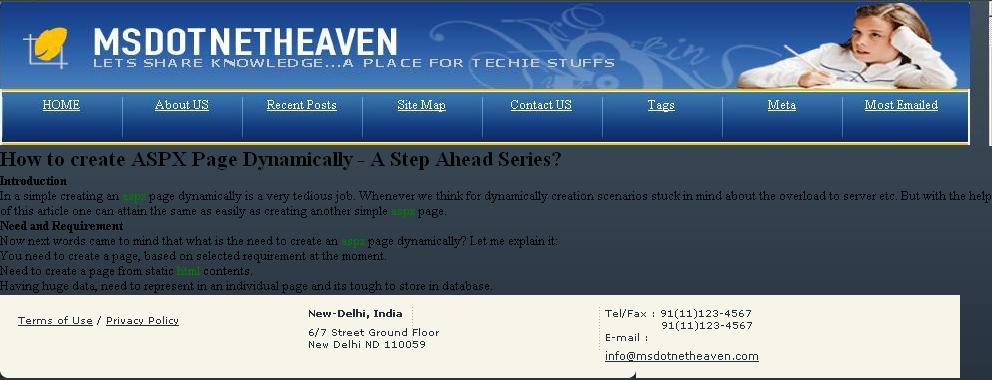 MSDOTNETHEAVEN
LETS SHARE KNOWLEDGE...A PLACE FOR TECHIE STUFFS
HOME About US Recent Posts Site Map Contact US Tags Meta Most Emailed
How to create ASPX Page Dynamically - A Step Ahead Series?
Introduction
In a simple creating an aspx page dynamically is a very tedious job. Whenever we think for dynamically creation scenarios stuck in mind about the overload to server etc. But with the help
of this article one can attain the same as easily as creating another simple aspx page.
Need and Requirement
Now next words came to mind that what is the need to create an aspx page dynamically? Let me explain it:
You need to create a page, based on selected requirement at the moment.
Need to create a page from static html contents.
Having huge data, need to represent in an individual page and its tough to store in database.
Terms of Use / Privacy Policy
New-Delhi, India
6/7 Street Ground Floor
New Delhi ND 110059
Tel/Fax : 91(11)123-4567
91(11)123-4567
E-mail :
info@msdotnetheaven.com